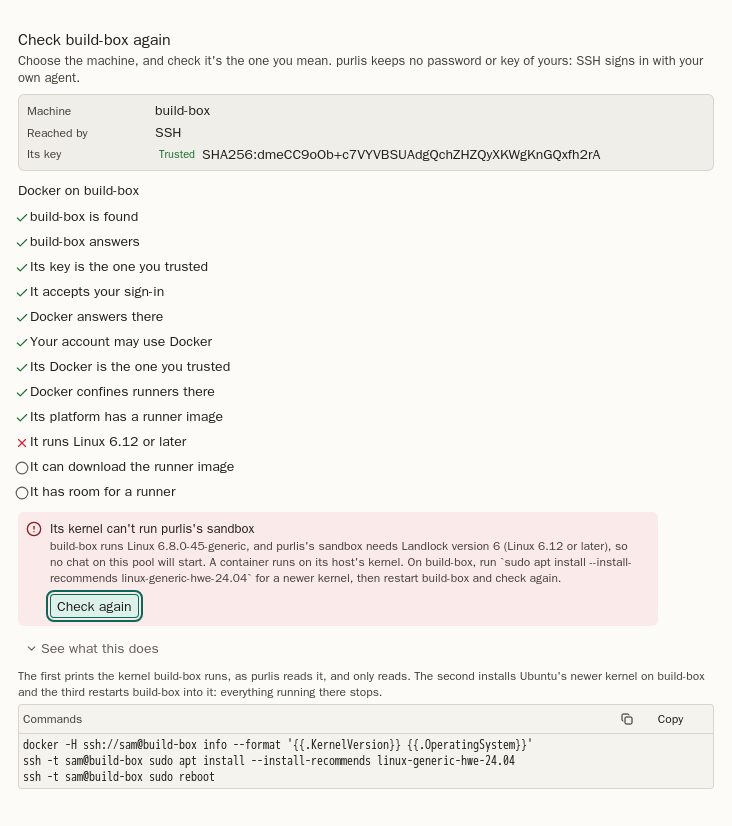 Check build-box again
Choose the machine, and check it's the one you mean. purlis keeps no password or key of yours: SSH signs in with your
own agent.
Machine build-box
Reached by SSH
Its key Trusted SHA256:dmeCC9oOb+c7VYVBSUAdgQchZHZQyXKWgKnGQxfh2rA
Docker on build-box
build-box is found
build-box answers
Its key is the one you trusted
It accepts your sign-in
Docker answers there
Your account may use Docker
Its Docker is the one you trusted
Docker confines runners there
Its platform has a runner image
It runs Linux 6.12 or later
It can download the runner image
It has room for a runner
Its kernel can't run purlis's sandbox
build-box runs Linux 6.8.0-45-generic, and purlis's sandbox needs Landlock version 6 (Linux 6.12 or later), so
no chat on this pool will start. A container runs on its host's kernel. On build-box, run `sudo apt install --install-
recommends linux-generic-hwe-24.04` for a newer kernel, then restart build-box and check again.
Check again
See what this does
The first prints the kernel build-box runs, as purlis reads it, and only reads. The second installs Ubuntu's newer kernel on build-box
and the third restarts build-box into it: everything running there stops.
Commands Copy
docker -H ssh://sam@build-box info --format '{{.KernelVersion}} {{.OperatingSystem}}'
ssh -t sam@build-box sudo apt install --install-recommends linux-generic-hwe-24.04
ssh -t sam@build-box sudo reboot